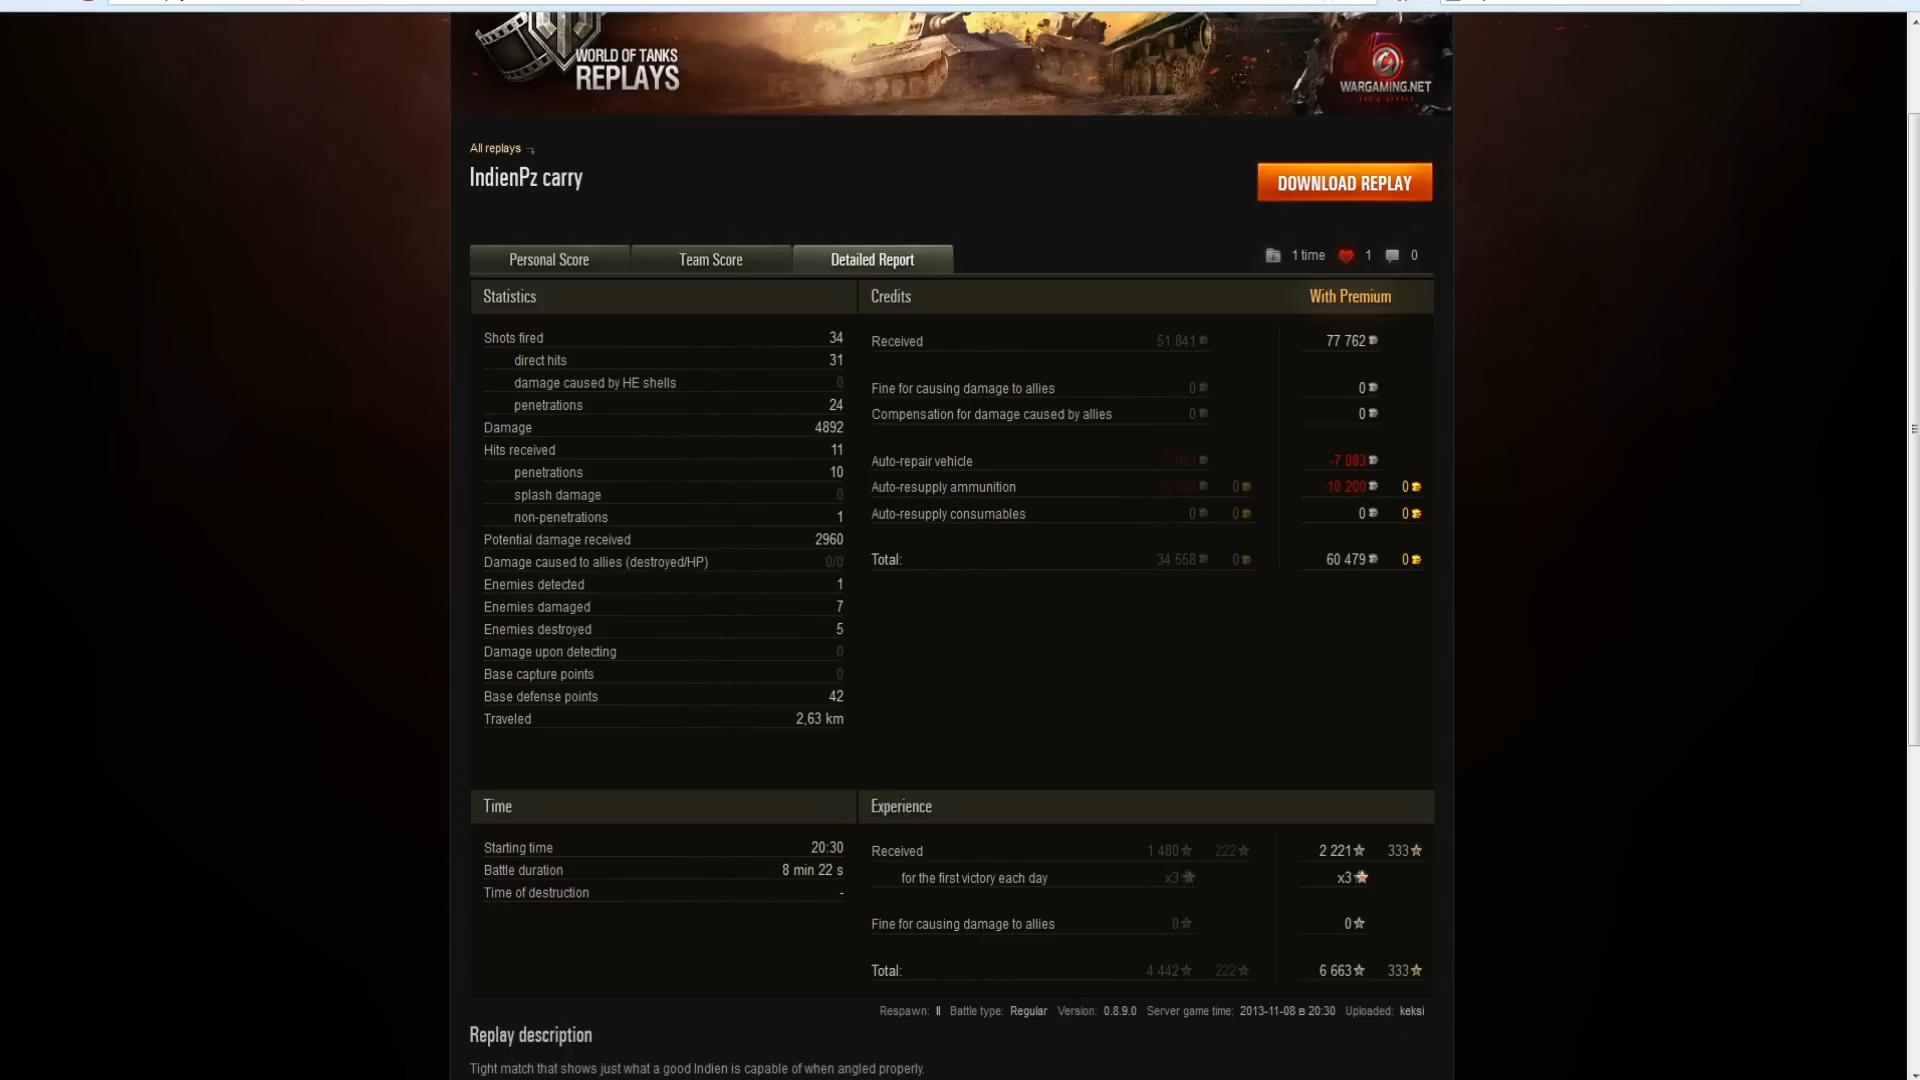 WORLD OF TANKS
REPLAYS
WARGAMING.NET
LET'S BATTLE
All replays
IndienPz carry
DOWNLOAD REPLAY
Personal Score Team Score Detailed Report 1 time 1 0
Statistics Credits With Premium
Shots fired 34
direct hits 31
damage caused by HE shells 0
penetrations 24
Damage 4892
Hits received 11
penetrations 10
splash damage 0
non-penetrations 1
Potential damage received 2960
Damage caused to allies (destroyed/HP) 0/0
Enemies detected 1
Enemies damaged 7
Enemies destroyed 5
Damage upon detecting 0
Base capture points 0
Base defense points 42
Traveled 2,63 km
Received 51 841 77 762
Fine for causing damage to allies 0 0
Compensation for damage caused by allies 0 0
Auto-repair vehicle -7 083
Auto-resupply ammunition 0 -10 200 0
Auto-resupply consumables 0 0 0 0
Total: 34 558 0 60 479 0
Time Experience
Starting time 20:30
Battle duration 8 min 22 s
Time of destruction -
Received 1 480 222 2 221 333
for the first victory each day x3 x3
Fine for causing damage to allies 0 0
Total: 4 442 222 6 663 333
Respawn: II Battle type: Regular Version: 0.8.9.0 Server game time: 2013-11-08 в 20:30 Uploaded: keksi
Replay description
Tight match that shows just what a good Indien is capable of when angled properly.